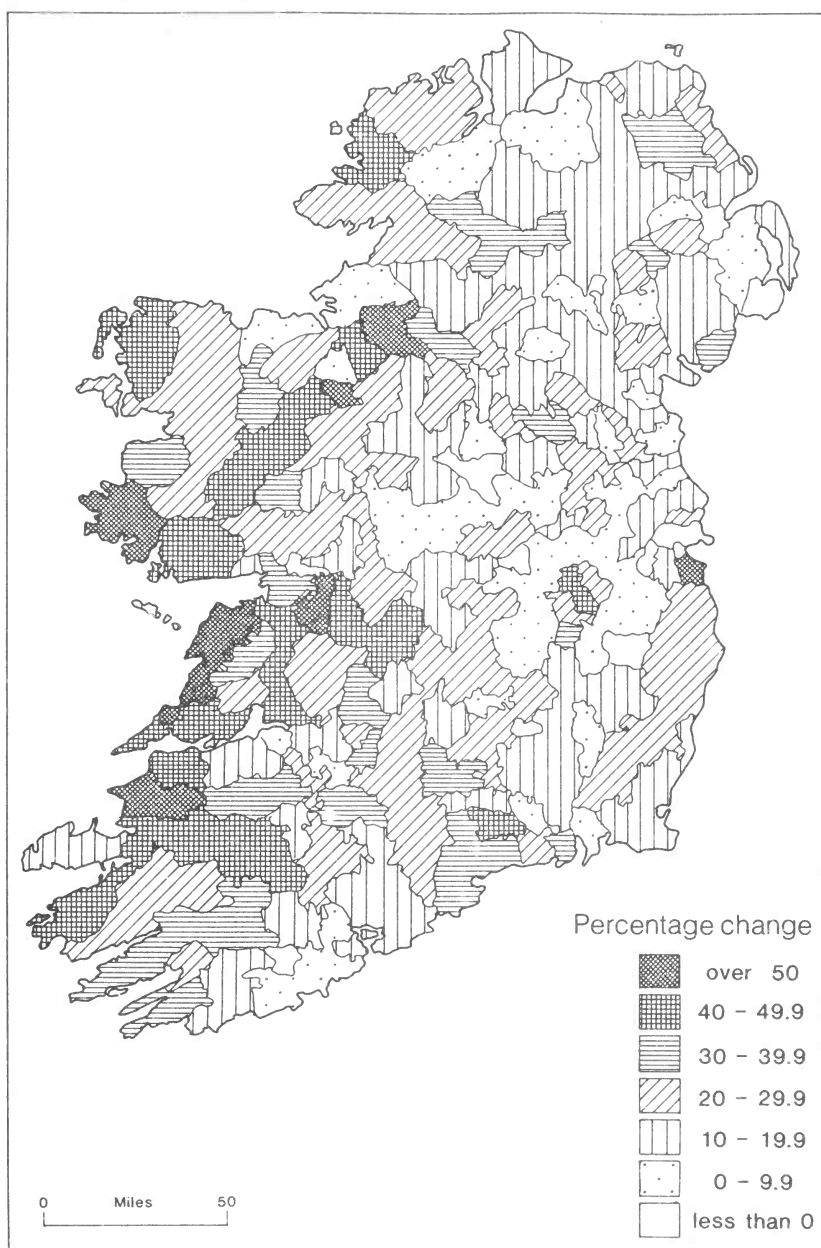 Percentage change
over 50
40 – 49.9
30 – 39.9
20 – 29.9
10 – 19.9
0 – 9.9
less than 0
0 Miles 50